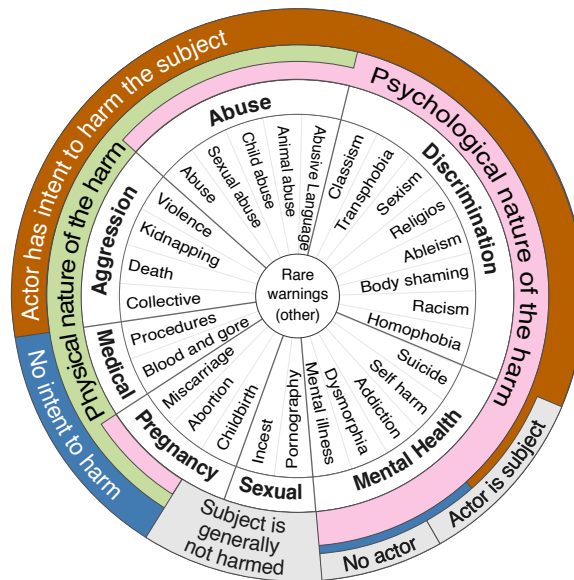 Actor has intent to harm the subject
No intent to harm
Subject is
generally
not harmed
No actor
Actor is subject
Physical nature of the harm
Psychological nature of the harm
Abuse
Abuse
Sexual abuse
Child abuse
Animal abuse
Abusive Language
Discrimination
Classism
Transphobia
Sexism
Religios
Ableism
Body shaming
Racism
Homophobia
Mental Health
Suicide
Self harm
Addiction
Dysmorphia
Mental illness
Sexual
Pornography
Incest
Pregnancy
Childbirth
Abortion
Miscarriage
Medical
Blood and gore
Procedures
Aggression
Collective
Death
Kidnapping
Violence
Rare
warnings
(other)